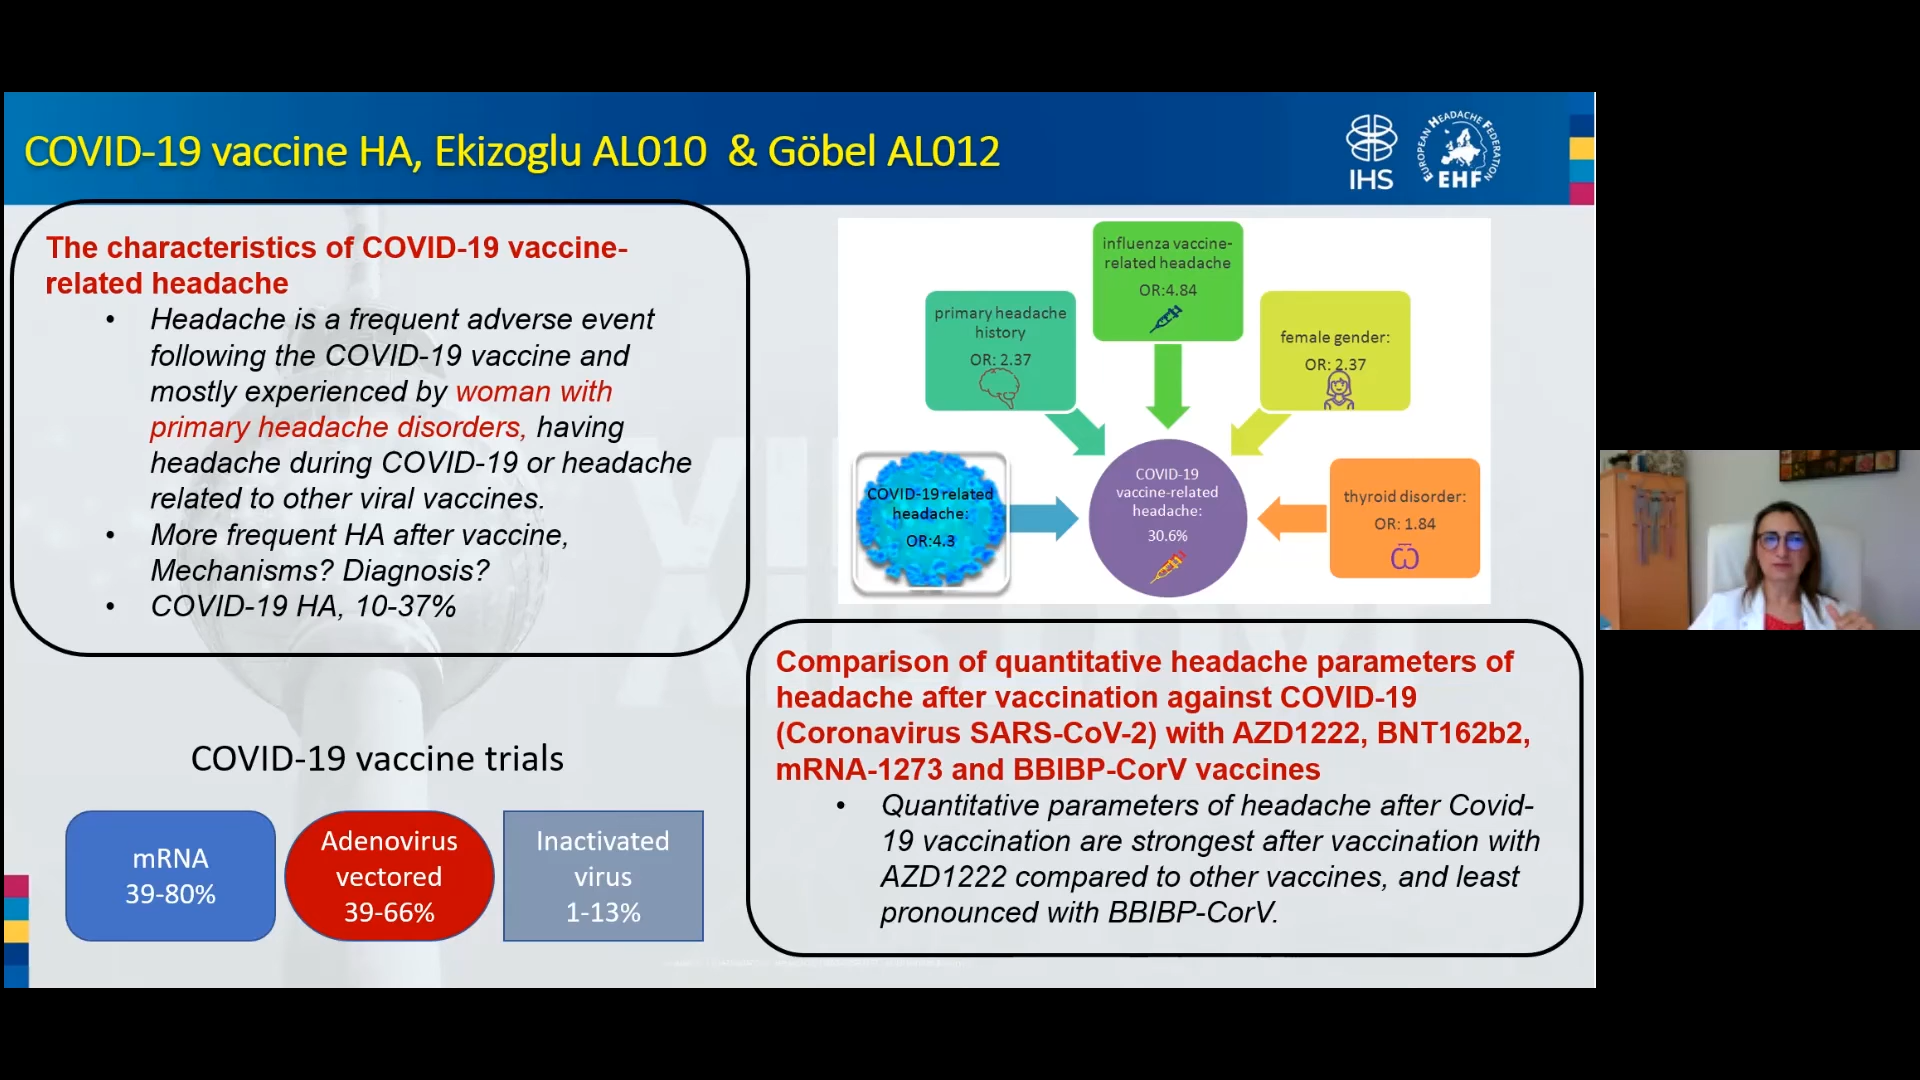 COVID-19 vaccine HA, Ekizoglu AL010 & Göbel AL012
IHS
EUROPEAN HEADACHE FEDERATION
EHF
The characteristics of COVID-19 vaccine-
related headache
• Headache is a frequent adverse event
following the COVID-19 vaccine and
mostly experienced by woman with
primary headache disorders, having
headache during COVID-19 or headache
related to other viral vaccines.
• More frequent HA after vaccine,
Mechanisms? Diagnosis?
• COVID-19 HA, 10-37%
COVID-19 vaccine trials
mRNA
39-80%
Adenovirus
vectored
39-66%
Inactivated
virus
1-13%
influenza vaccine-
related headache
OR:4.84
primary headache
history
OR: 2.37
female gender:
OR: 2.37
COVID-19 related
headache:
OR:4.3
COVID-19
vaccine-related
headache:
30.6%
thyroid disorder:
OR: 1.84
Comparison of quantitative headache parameters of
headache after vaccination against COVID-19
(Coronavirus SARS-CoV-2) with AZD1222, BNT162b2,
mRNA-1273 and BBIBP-CorV vaccines
• Quantitative parameters of headache after Covid-
19 vaccination are strongest after vaccination with
AZD1222 compared to other vaccines, and least
pronounced with BBIBP-CorV.